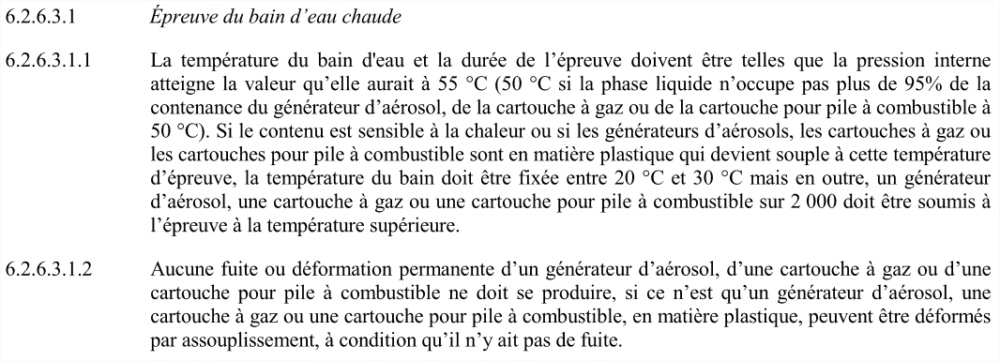 6.2.6.3.1 Épreuve du bain d’eau chaude
6.2.6.3.1.1 La température du bain d'eau et la durée de l’épreuve doivent être telles que la pression interne
atteigne la valeur qu’elle aurait à 55 °C (50 °C si la phase liquide n’occupe pas plus de 95% de la
contenance du générateur d’aérosol, de la cartouche à gaz ou de la cartouche pour pile à combustible à
50 °C). Si le contenu est sensible à la chaleur ou si les générateurs d’aérosols, les cartouches à gaz ou
les cartouches pour pile à combustible sont en matière plastique qui devient souple à cette température
d’épreuve, la température du bain doit être fixée entre 20 °C et 30 °C mais en outre, un générateur
d’aérosol, une cartouche à gaz ou une cartouche pour pile à combustible sur 2 000 doit être soumis à
l’épreuve à la température supérieure.
6.2.6.3.1.2 Aucune fuite ou déformation permanente d’un générateur d’aérosol, d’une cartouche à gaz ou d’une
cartouche pour pile à combustible ne doit se produire, si ce n’est qu’un générateur d’aérosol, une
cartouche à gaz ou une cartouche pour pile à combustible, en matière plastique, peuvent être déformés
par assouplissement, à condition qu’il n’y ait pas de fuite.